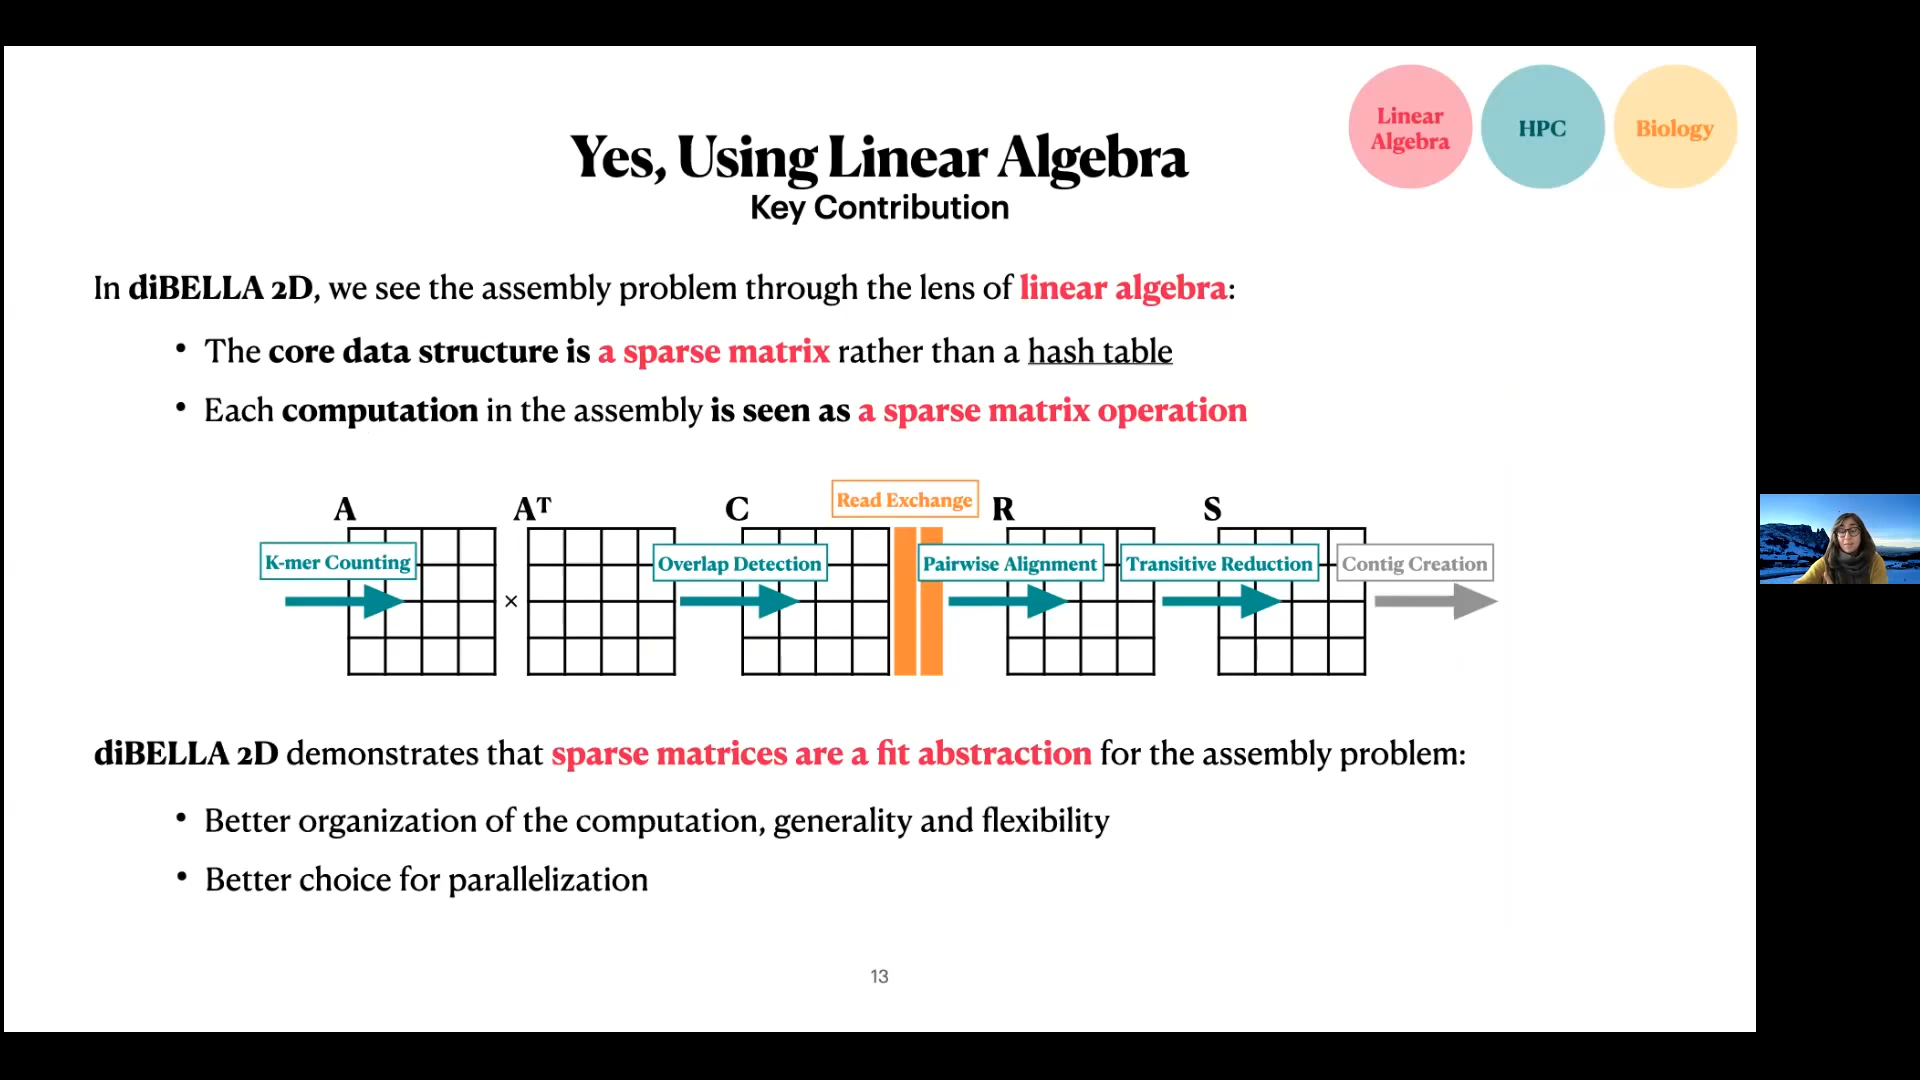 Linear
Algebra
HPC
Biology
Yes, Using Linear Algebra
Key Contribution
In diBELLA 2D, we see the assembly problem through the lens of linear algebra:
• The core data structure is a sparse matrix rather than a hash table
• Each computation in the assembly is seen as a sparse matrix operation
A
Aᵀ
C
Read Exchange
R
S
K-mer Counting
Overlap Detection
Pairwise Alignment
Transitive Reduction
Contig Creation
×
diBELLA 2D demonstrates that sparse matrices are a fit abstraction for the assembly problem:
• Better organization of the computation, generality and flexibility
• Better choice for parallelization
13